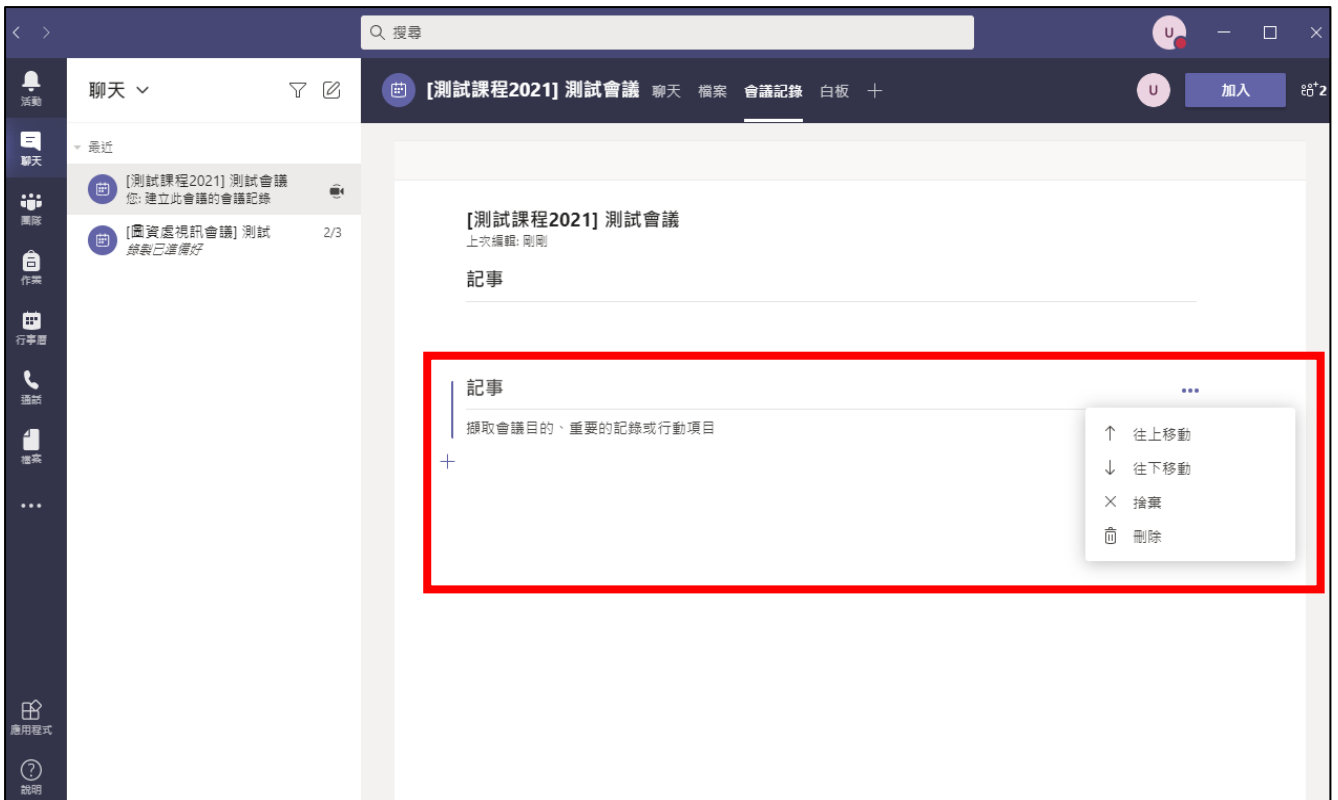 搜尋
U
活動
聊天
團隊
作業
行事曆
通話
檔案
應用程式
說明
聊天
最近
[測試課程2021] 測試會議
您: 建立此會議的會議記錄
[圖資處視訊會議] 測試 2/3
錄製已準備好
[測試課程2021] 測試會議 聊天 檔案 會議記錄 白板
U 加入 2
[測試課程2021] 測試會議
上次編輯: 剛剛
記事
記事
擷取會議目的、重要的記錄或行動項目
往上移動
往下移動
捨棄
刪除